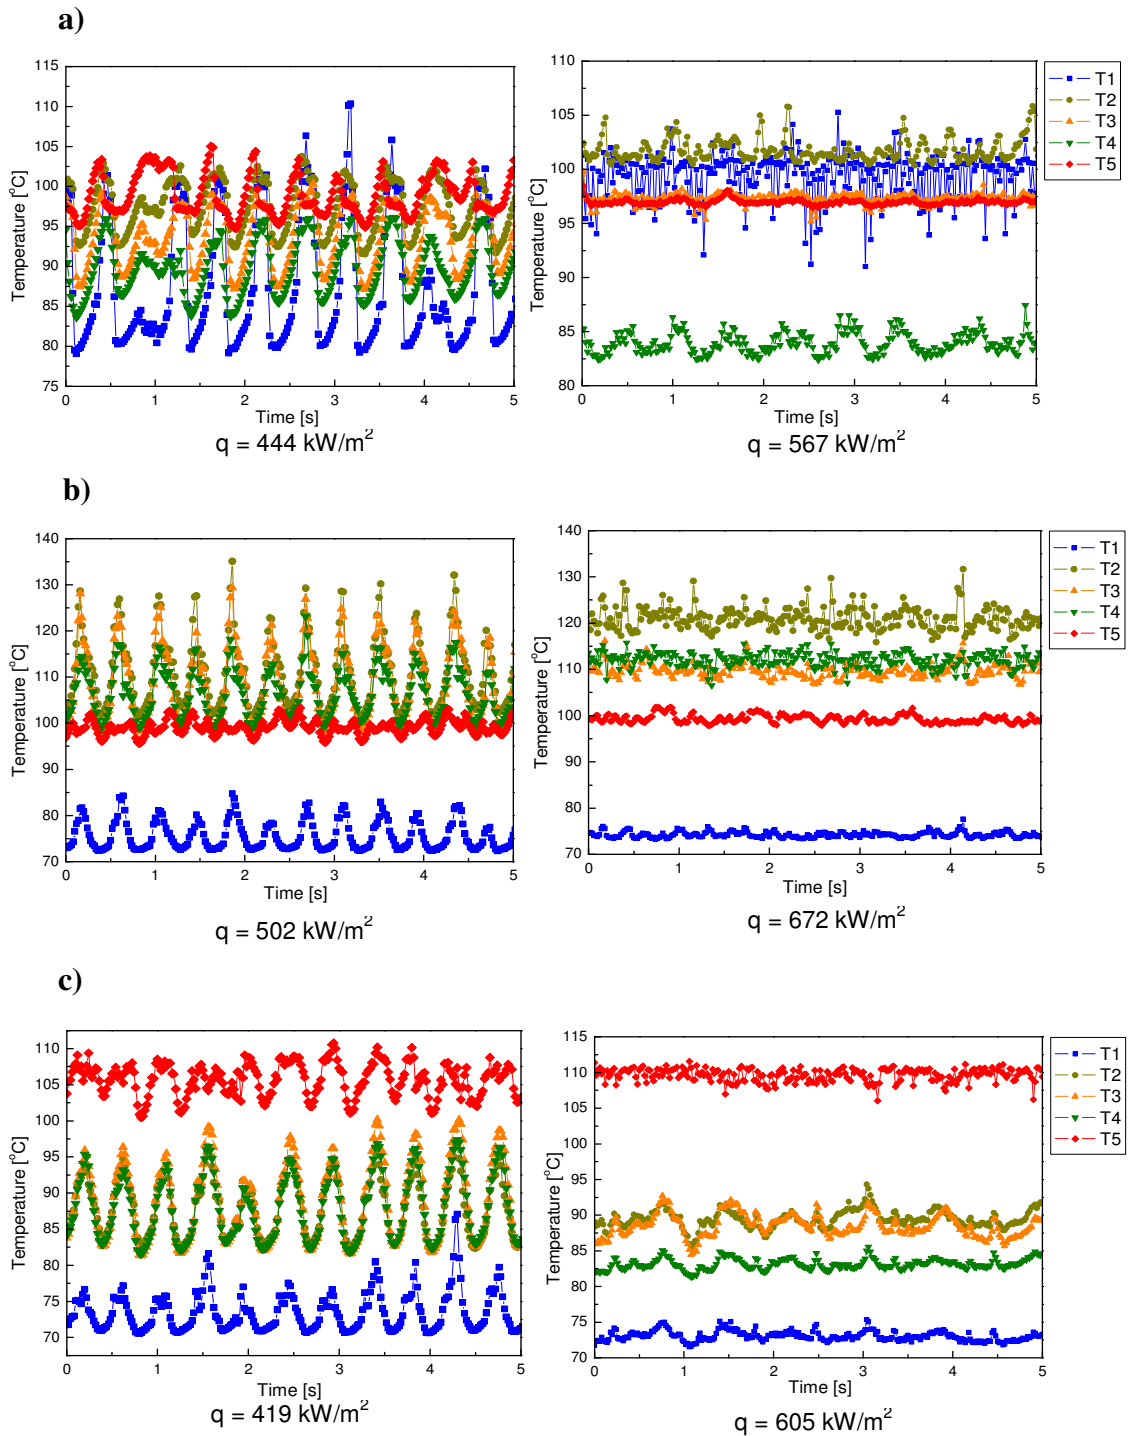 a)
115
110
105
100
95
90
85
80
75
Temperature [°C]
0 1 2 3 4 5
Time [s]
q = 444 kW/m²
110
105
100
95
90
85
80
Temperature [°C]
0 1 2 3 4 5
Time [s]
q = 567 kW/m²
T1
T2
T3
T4
T5
b)
140
130
120
110
100
90
80
70
Temperature [°C]
0 1 2 3 4 5
Time [s]
q = 502 kW/m²
140
130
120
110
100
90
80
70
Temperature [°C]
0 1 2 3 4 5
Time [s]
q = 672 kW/m²
T1
T2
T3
T4
T5
c)
110
105
100
95
90
85
80
75
70
Temperature [°C]
0 1 2 3 4 5
Time [s]
q = 419 kW/m²
115
110
105
100
95
90
85
80
75
70
Temperature [°C]
0 1 2 3 4 5
Time [s]
q = 605 kW/m²
T1
T2
T3
T4
T5